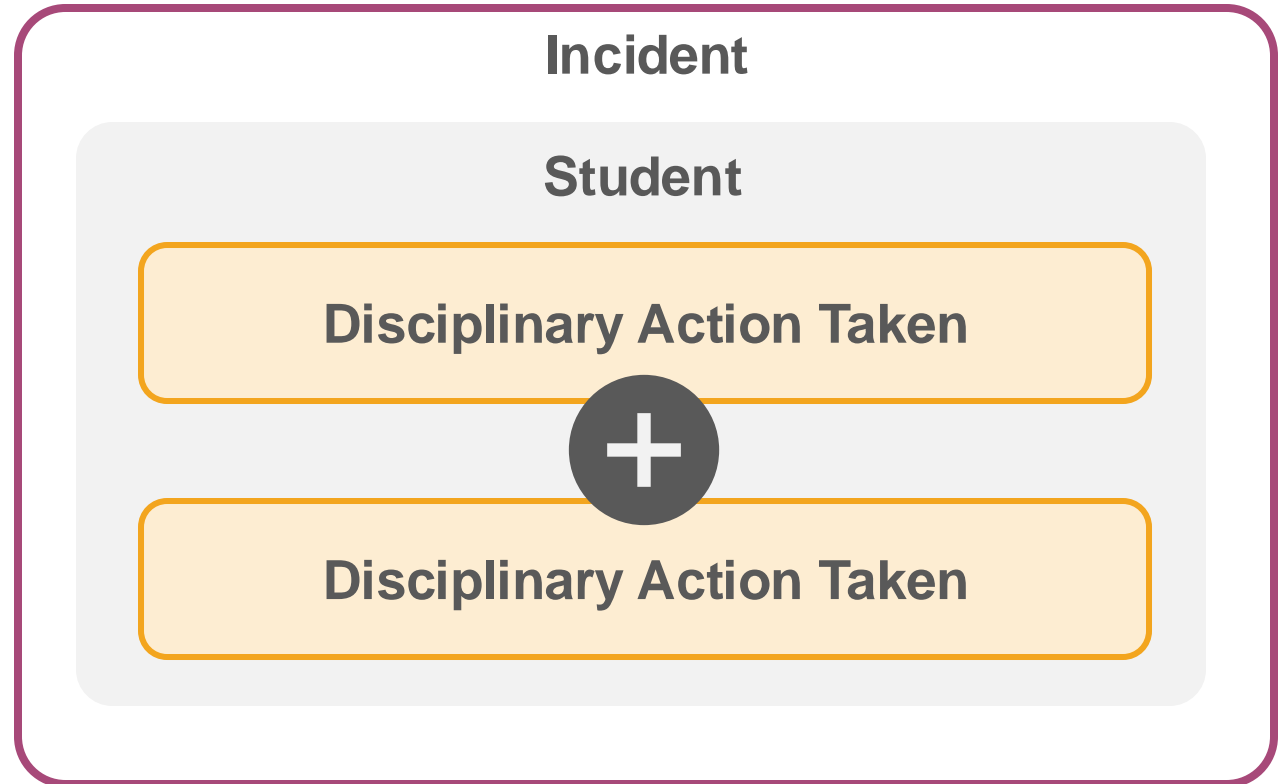 Incident
Student
Disciplinary Action Taken
+
Disciplinary Action Taken